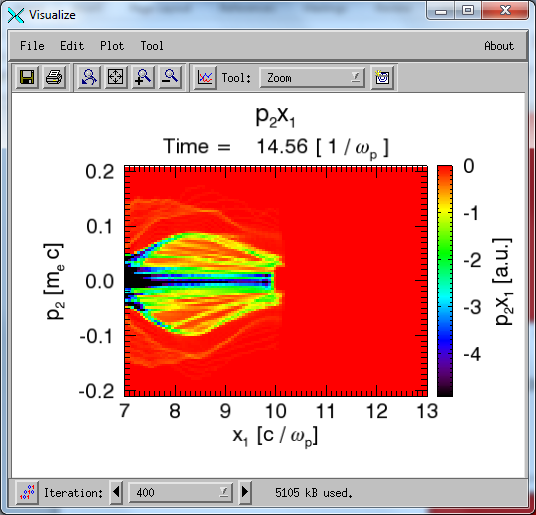 Visualize
File Edit Plot Tool About
Tool: Zoom
p₂x₁
Time = 14.56 [ 1 / ωₚ ]
0.2
0.1
0.0
-0.1
-0.2
p₂ [mₑ c]
7 8 9 10 11 12 13
x₁ [c / ωₚ]
0
-1
-2
-3
-4
p₂x₁ [a.u.]
Iteration: 400 5105 kB used.